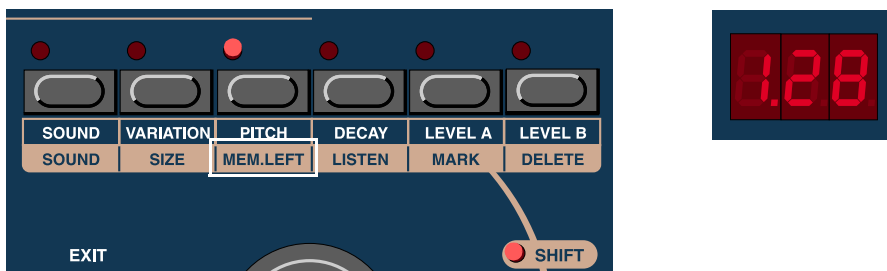 1.28
SOUND VARIATION PITCH DECAY LEVEL A LEVEL B
SOUND SIZE MEM.LEFT LISTEN MARK DELETE
EXIT SHIFT